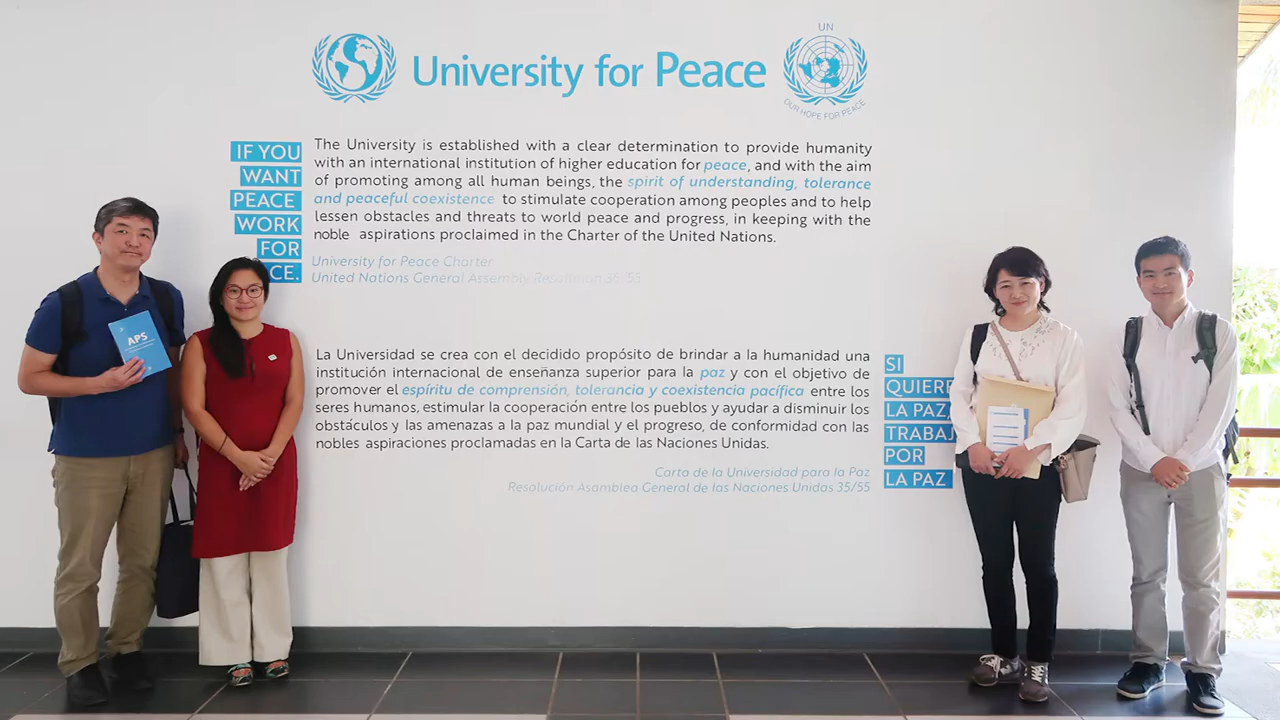 UN
University for Peace
OUR HOPE FOR PEACE
IF YOU
WANT
PEACE
WORK
FOR
CE.
The University is established with a clear determination to provide humanity
with an international institution of higher education for peace, and with the aim
of promoting among all human beings, the spirit of understanding, tolerance
and peaceful coexistence to stimulate cooperation among peoples and to help
lessen obstacles and threats to world peace and progress, in keeping with the
noble aspirations proclaimed in the Charter of the United Nations.
University for Peace Charter
United Nations General Assembly Resolution 35/55
APS
La Universidad se crea con el decidido propósito de brindar a la humanidad una
institución internacional de enseñanza superior para la paz y con el objetivo de
promover el espíritu de comprensión, tolerancia y coexistencia pacífica entre los
seres humanos, estimular la cooperación entre los pueblos y ayudar a disminuir los
obstáculos y las amenazas a la paz mundial y el progreso, de conformidad con las
nobles aspiraciones proclamadas en la Carta de las Naciones Unidas.
Carta de la Universidad para la Paz
Resolución Asamblea General de las Naciones Unidas 35/55
SI
QUIERE
LA PAZ,
TRABAJ
POR
LA PAZ